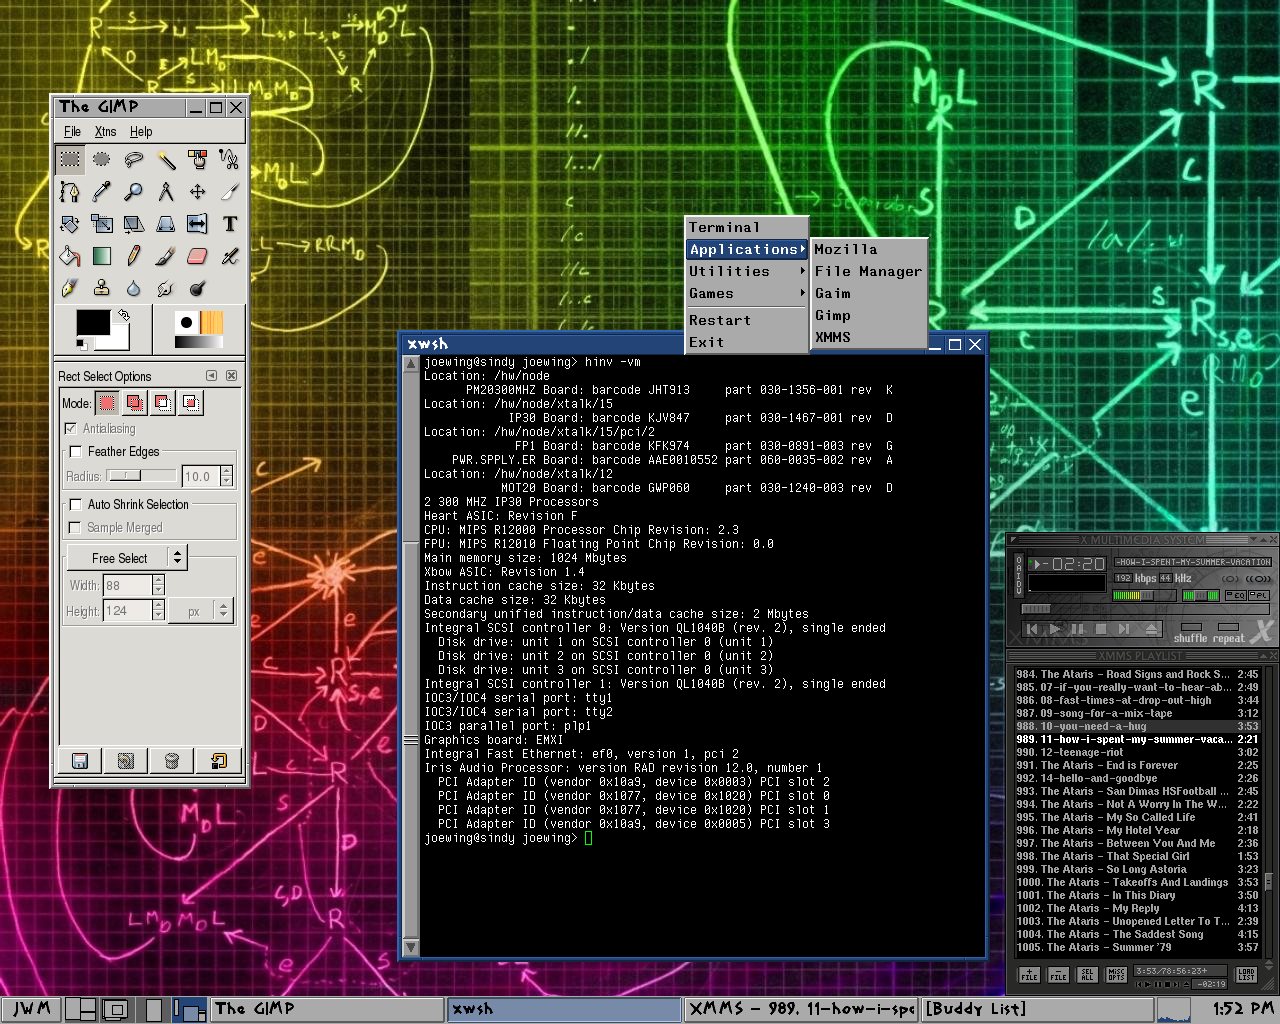 The GIMP
File Xtns Help
Rect Select Options
Mode:
Antialiasing
Feather Edges
Radius: 10.0
Auto Shrink Selection
Sample Merged
Free Select
Width: 88
Height: 124 px
Terminal
Applications
Utilities
Games
Restart
Exit
Mozilla
File Manager
Gaim
Gimp
XMMS
xwsh
joewing@sindy joewing> hinv -vm
Location: /hw/node
PM20300MHZ Board: barcode JHT913 part 030-1356-001 rev K
Location: /hw/node/xtalk/15
IP30 Board: barcode KJV847 part 030-1467-001 rev D
Location: /hw/node/xtalk/15/pci/2
FP1 Board: barcode KFK974 part 030-0891-003 rev G
PWR.SPPLY.ER Board: barcode AAE0010552 part 060-0035-002 rev A
Location: /hw/node/xtalk/12
MOT20 Board: barcode GWP060 part 030-1240-003 rev D
2 300 MHZ IP30 Processors
Heart ASIC: Revision F
CPU: MIPS R12000 Processor Chip Revision: 2.3
FPU: MIPS R12010 Floating Point Chip Revision: 0.0
Main memory size: 1024 Mbytes
Xbow ASIC: Revision 1.4
Instruction cache size: 32 Kbytes
Data cache size: 32 Kbytes
Secondary unified instruction/data cache size: 2 Mbytes
Integral SCSI controller 0: Version QL1040B (rev. 2), single ended
Disk drive: unit 1 on SCSI controller 0 (unit 1)
Disk drive: unit 2 on SCSI controller 0 (unit 2)
Disk drive: unit 3 on SCSI controller 0 (unit 3)
Integral SCSI controller 1: Version QL1040B (rev. 2), single ended
IOC3/IOC4 serial port: tty1
IOC3/IOC4 serial port: tty2
IOC3 parallel port: plp1
Graphics board: EMXI
Integral Fast Ethernet: ef0, version 1, pci 2
Iris Audio Processor: version RAD revision 12.0, number 1
PCI Adapter ID (vendor 0x10a9, device 0x0003) PCI slot 2
PCI Adapter ID (vendor 0x1077, device 0x1020) PCI slot 0
PCI Adapter ID (vendor 0x1077, device 0x1020) PCI slot 1
PCI Adapter ID (vendor 0x10a9, device 0x0005) PCI slot 3
joewing@sindy joewing>
X MULTIMEDIA SYSTEM
-02:20 -HOW-I-SPENT-MY-SUMMER-VACATION
192 kbps 44 kHz
EQ PL
shuffle repeat
XMMS PLAYLIST
984. The Ataris - Road Signs and Rock S... 2:45
985. 07-if-you-really-want-to-hear-ab... 2:49
986. 08-fast-times-at-drop-out-high 3:44
987. 09-song-for-a-mix-tape 3:12
988. 10-you-need-a-hug 3:53
989. 11-how-i-spent-my-summer-vaca... 2:21
990. 12-teenage-riot 3:02
991. The Ataris - End is Forever 2:25
992. 14-hello-and-goodbye 2:26
993. The Ataris - San Dimas HSFootball ... 2:45
994. The Ataris - Not A Worry In The W... 2:22
995. The Ataris - My So Called Life 2:41
996. The Ataris - My Hotel Year 2:18
997. The Ataris - Between You And Me 2:36
998. The Ataris - That Special Girl 1:53
999. The Ataris - So Long Astoria 3:23
1000. The Ataris - Takeoffs And Landings 3:53
1001. The Ataris - In This Diary 3:50
1002. The Ataris - My Reply 4:13
1003. The Ataris - Unopened Letter To T... 2:39
1004. The Ataris - The Saddest Song 4:15
1005. The Ataris - Summer '79 3:57
+ FILE - FILE SEL ALL MISC OPTS 3:53/78:56:23+ LOAD LIST
-02:19
JWM The GIMP xwsh XMMS - 989. 11-how-i-spe [Buddy List] 1:52 PM